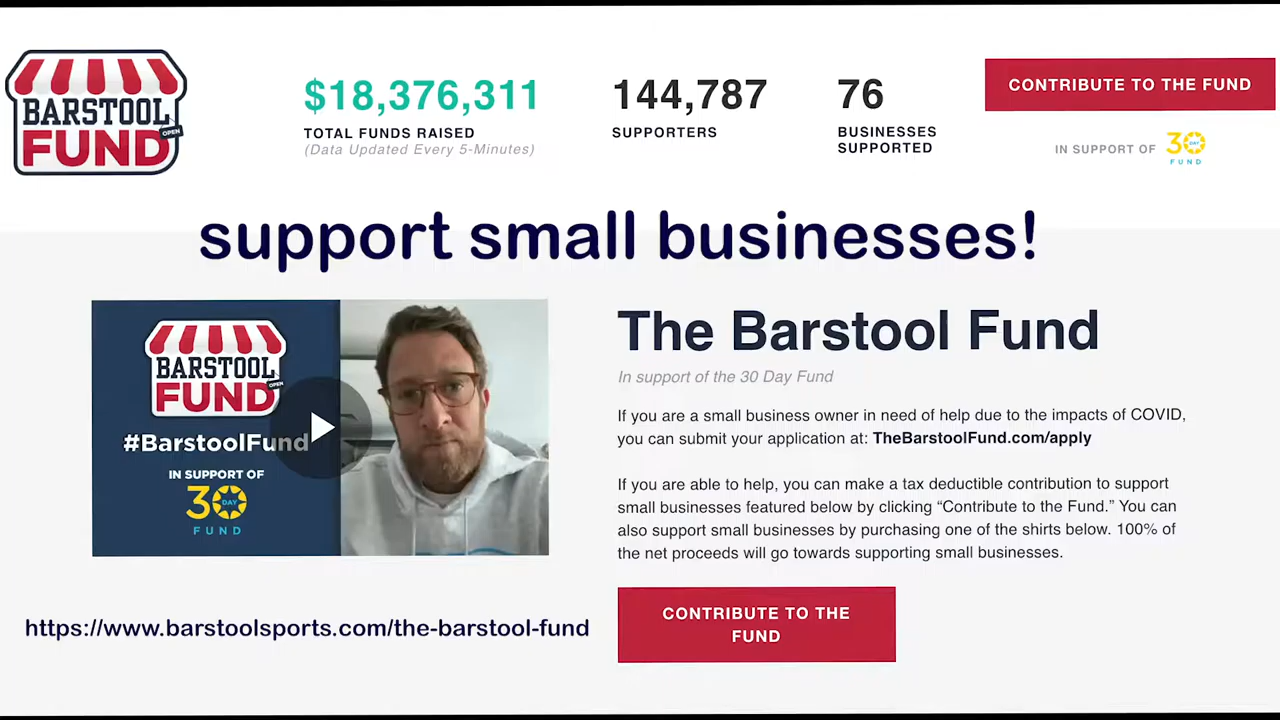 BARSTOOL
OPEN
FUND
$18,376,311
TOTAL FUNDS RAISED
(Data Updated Every 5-Minutes)
144,787
SUPPORTERS
76
BUSINESSES
SUPPORTED
CONTRIBUTE TO THE FUND
IN SUPPORT OF 30
DAY
FUND
support small businesses!
BARSTOOL
OPEN
FUND
#BarstoolFund
IN SUPPORT OF
30
DAY
FUND
The Barstool Fund
In support of the 30 Day Fund
If you are a small business owner in need of help due to the impacts of COVID,
you can submit your application at: TheBarstoolFund.com/apply
If you are able to help, you can make a tax deductible contribution to support
small businesses featured below by clicking “Contribute to the Fund.” You can
also support small businesses by purchasing one of the shirts below. 100% of
the net proceeds will go towards supporting small businesses.
CONTRIBUTE TO THE
FUND
https://www.barstoolsports.com/the-barstool-fund